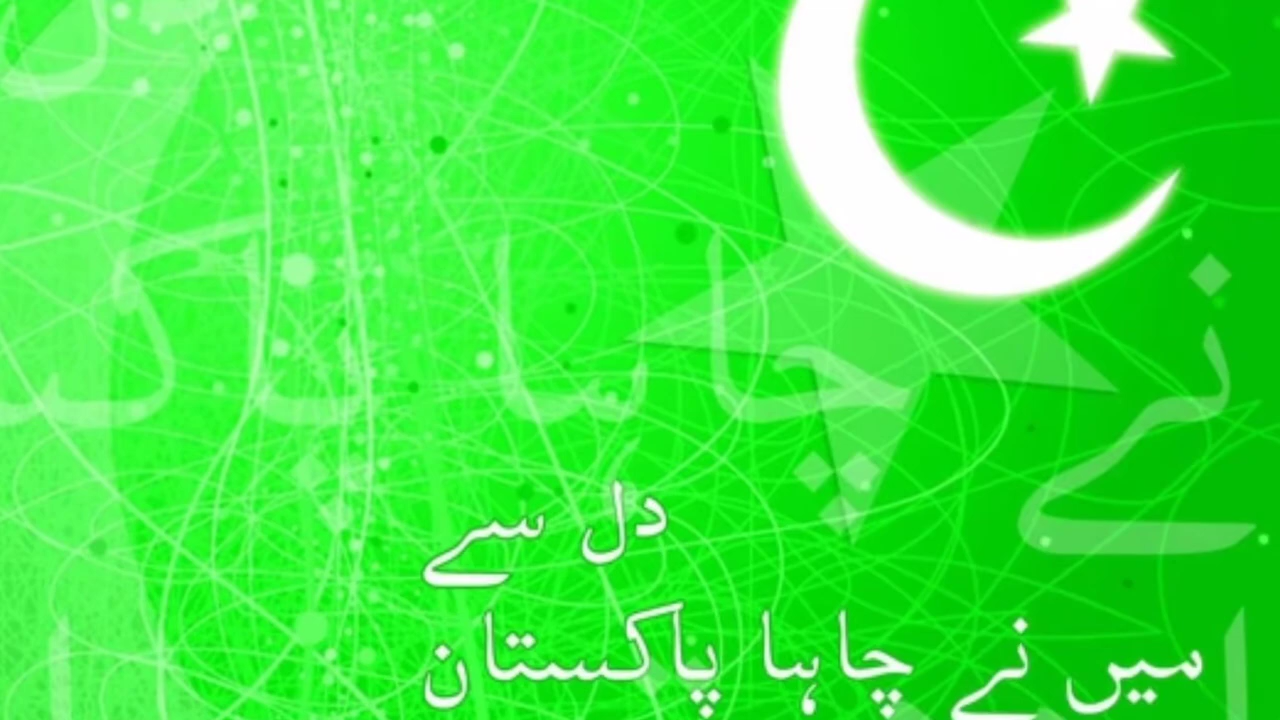 دل سے
میں نے چاہا پاکستان